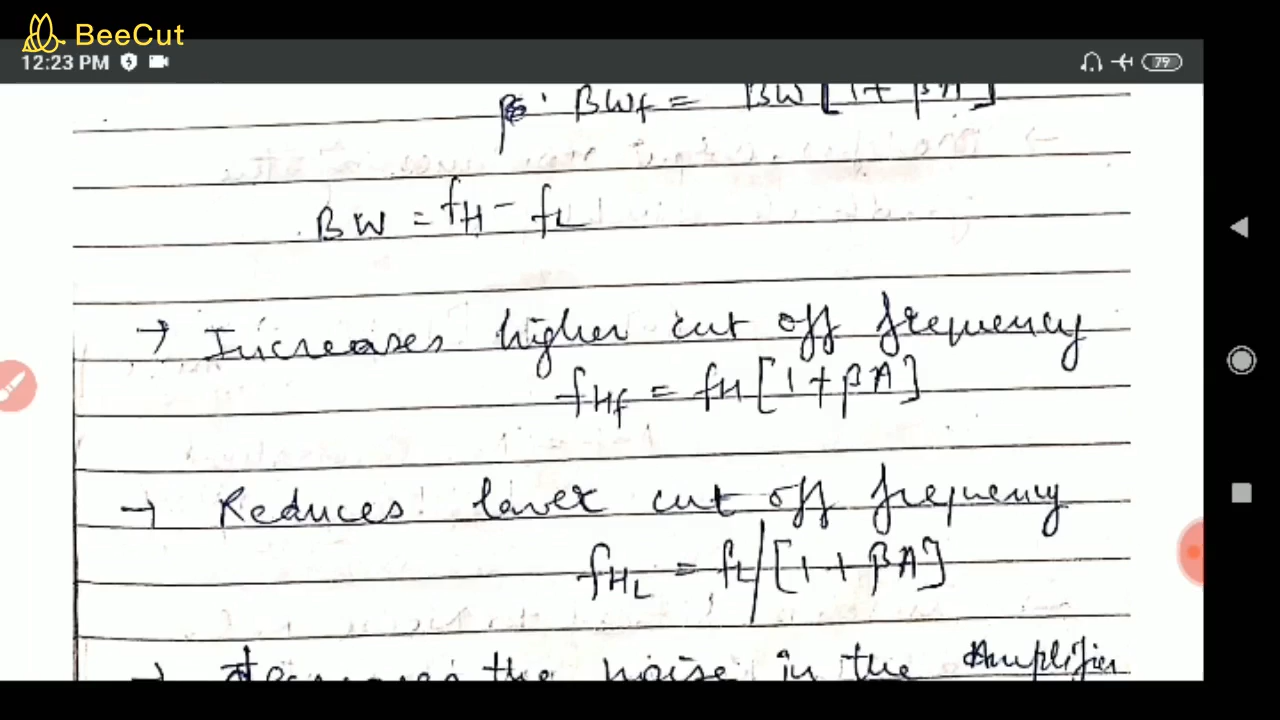 BeeCut
12:23 PM
79
BWf = BW [1 + βA]
BW = fH - fL
→ Increases higher cut off frequency
fHf = fH [1 + βA]
→ Reduces lower cut off frequency
fHL = fL / [1 + βA]
→ the noise in the Amplifier